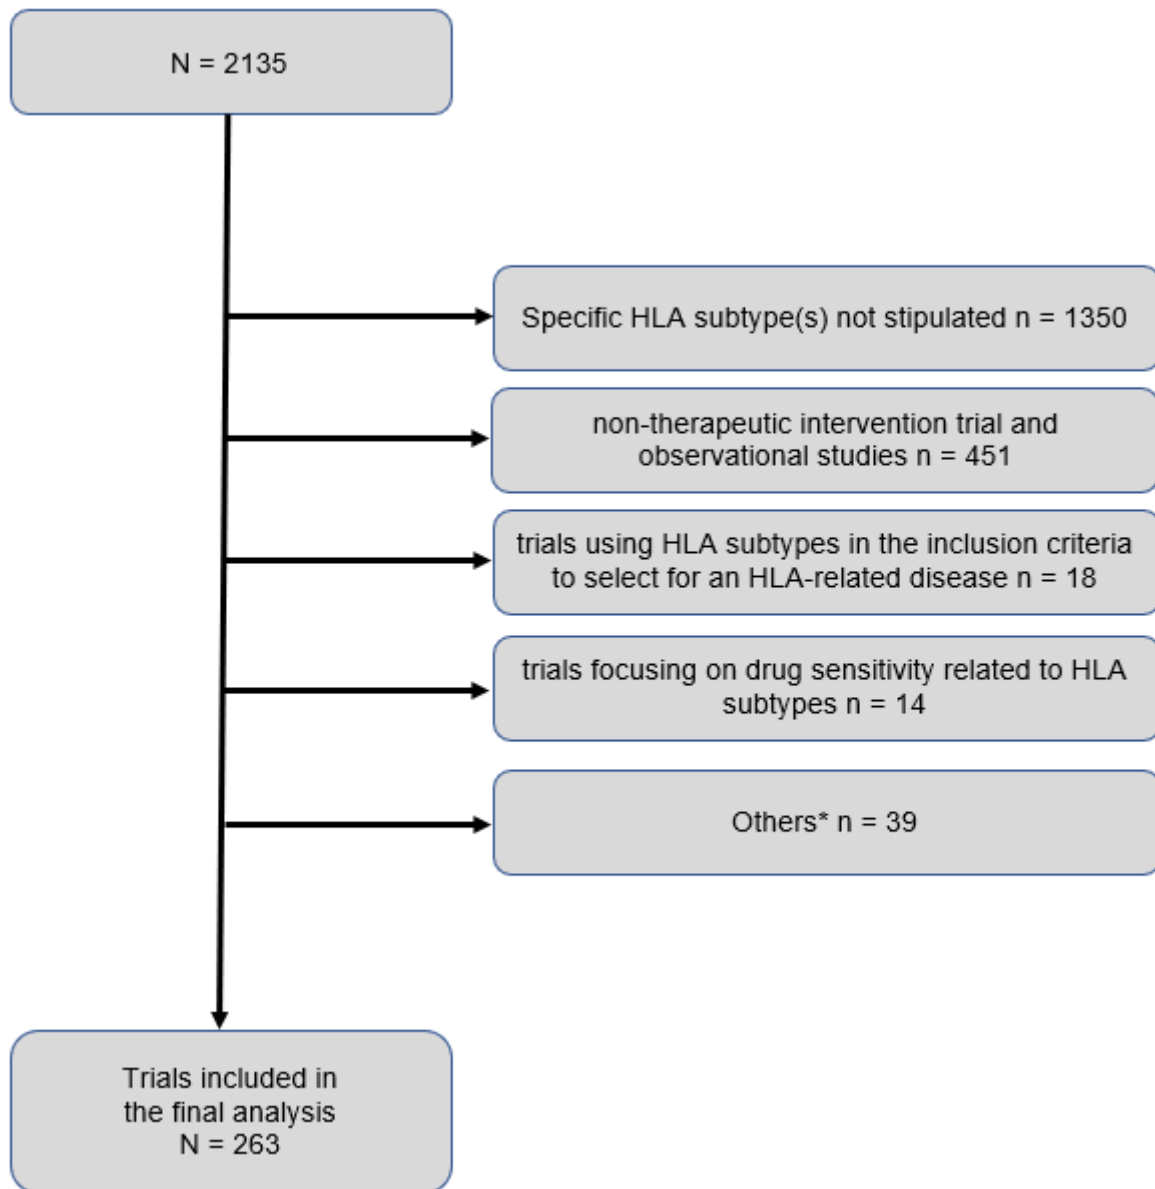 N = 2135
Specific HLA subtype(s) not stipulated n = 1350
non-therapeutic intervention trial and
observational studies n = 451
trials using HLA subtypes in the inclusion criteria
to select for an HLA-related disease n = 18
trials focusing on drug sensitivity related to HLA
subtypes n = 14
Others* n = 39
Trials included in
the final analysis
N = 263